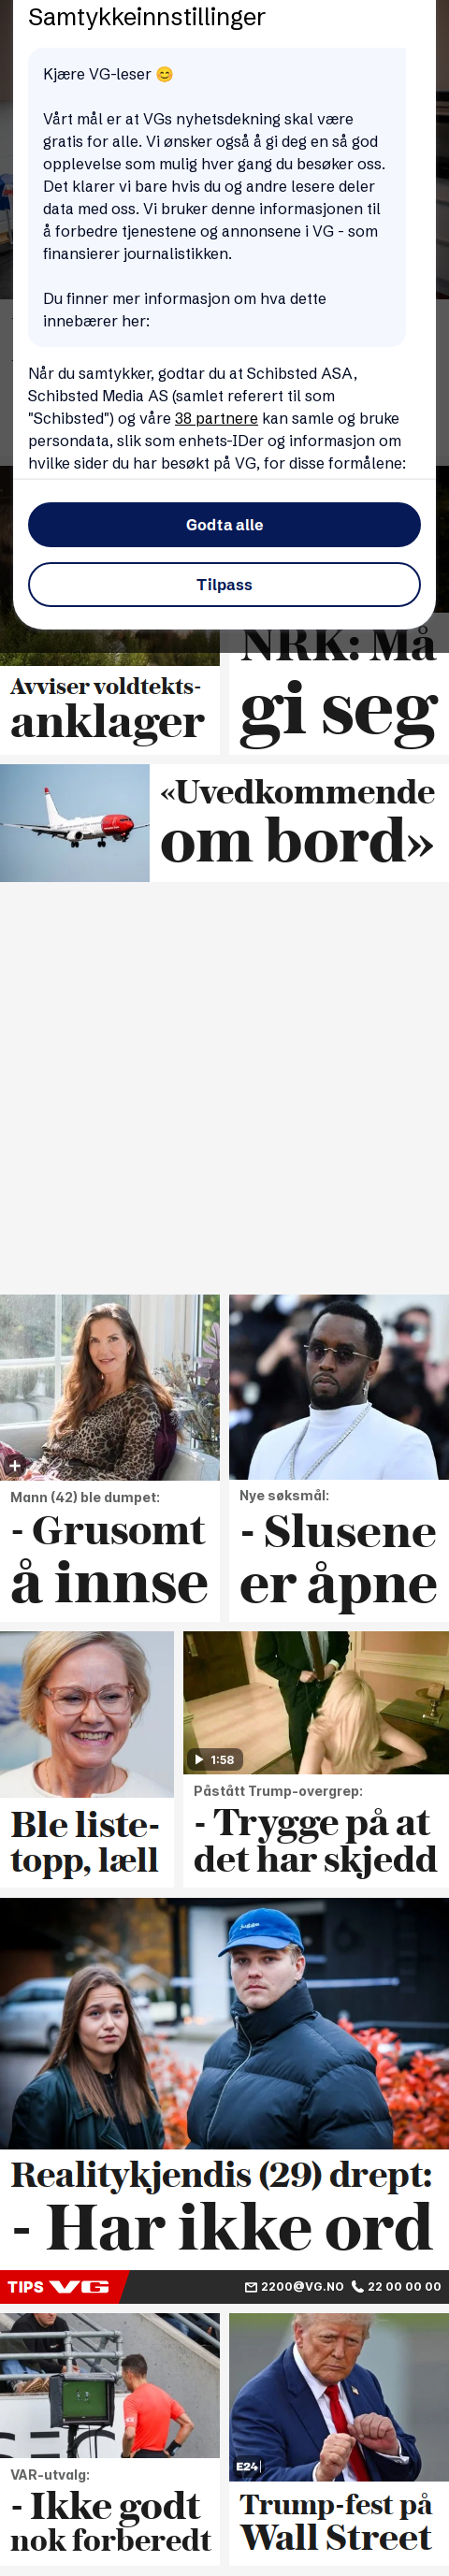 Samtykkeinnstillinger
Kjære VG-leser 😊
Vårt mål er at VGs nyhetsdekning skal være
gratis for alle. Vi ønsker også å gi deg en så god
opplevelse som mulig hver gang du besøker oss.
Det klarer vi bare hvis du og andre lesere deler
data med oss. Vi bruker denne informasjonen til
å forbedre tjenestene og annonsene i VG - som
finansierer journalistikken.
Du finner mer informasjon om hva dette
innebærer her:
Når du samtykker, godtar du at Schibsted ASA,
Schibsted Media AS (samlet referert til som
"Schibsted") og våre 38 partnere kan samle og bruke
persondata, slik som enhets-IDer og informasjon om
hvilke sider du har besøkt på VG, for disse formålene:
Godta alle
Tilpass
Avviser voldtekts-
anklager
NRK: Må
gi seg
«Uvedkommende
om bord»
Mann (42) ble dumpet:
- Grusomt
å innse
Nye søksmål:
- Slusene
er åpne
Ble liste-
topp, læll
1:58
Påstått Trump-overgrep:
- Trygge på at
det har skjedd
Realitykjendis (29) drept:
- Har ikke ord
TIPS VG 2200@VG.NO 22 00 00 00
VAR-utvalg:
- Ikke godt
nok forberedt
E24
Trump-fest på
Wall Street